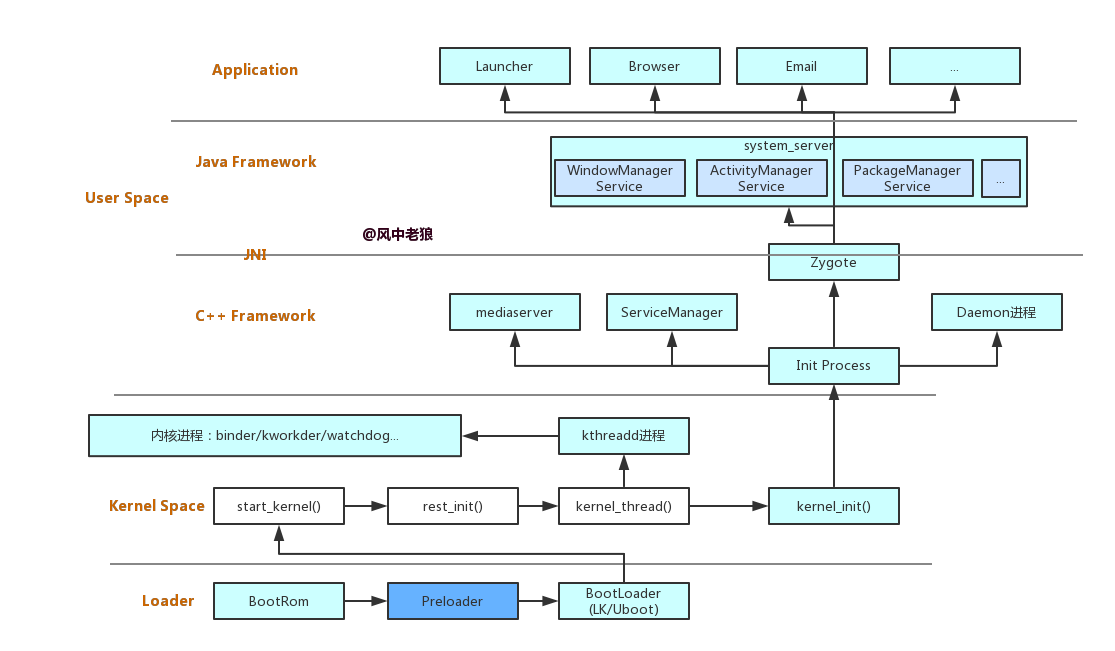 Application
Launcher
Browser
Email
...
Java Framework
system_server
WindowManager
Service
ActivityManager
Service
PackageManager
Service
...
User Space
@风中老狼
JNI
Zygote
C++ Framework
mediaserver
ServiceManager
Daemon进程
Init Process
内核进程：binder/kworkder/watchdog...
kthreadd进程
Kernel Space
start_kernel()
rest_init()
kernel_thread()
kernel_init()
Loader
BootRom
Preloader
BootLoader
(LK/Uboot)